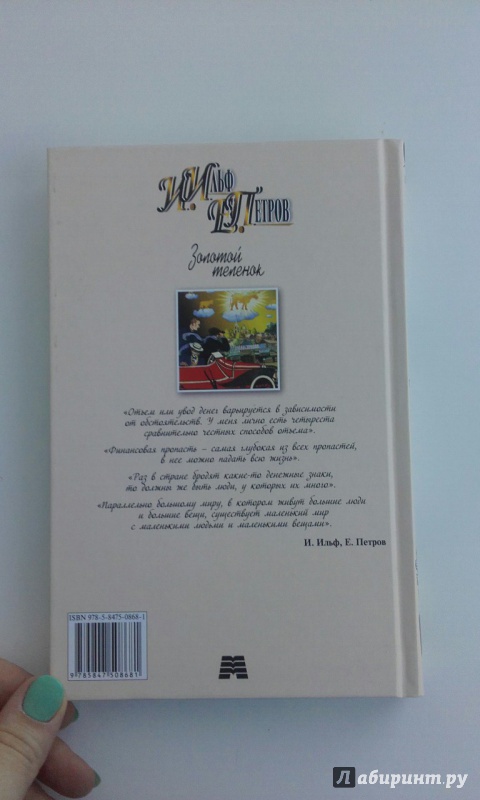 И. Ильф
Е. Петров
Золотой
теленок
«Отъем или увод денег варьируется в зависимости
от обстоятельств. У меня лично есть четыреста
сравнительно честных способов отъема».
«Финансовая пропасть – самая глубокая из всех пропастей,
в нее можно падать всю жизнь».
«Раз в стране бродят какие-то денежные знаки,
то должны же быть люди, у которых их много».
«Параллельно большому миру, в котором живут большие люди
и большие вещи, существует маленький мир
с маленькими людьми и маленькими вещами».
И. Ильф, Е. Петров
ISBN 978-5-8475-0868-1
9 785847 508681
Лабиринт.ру